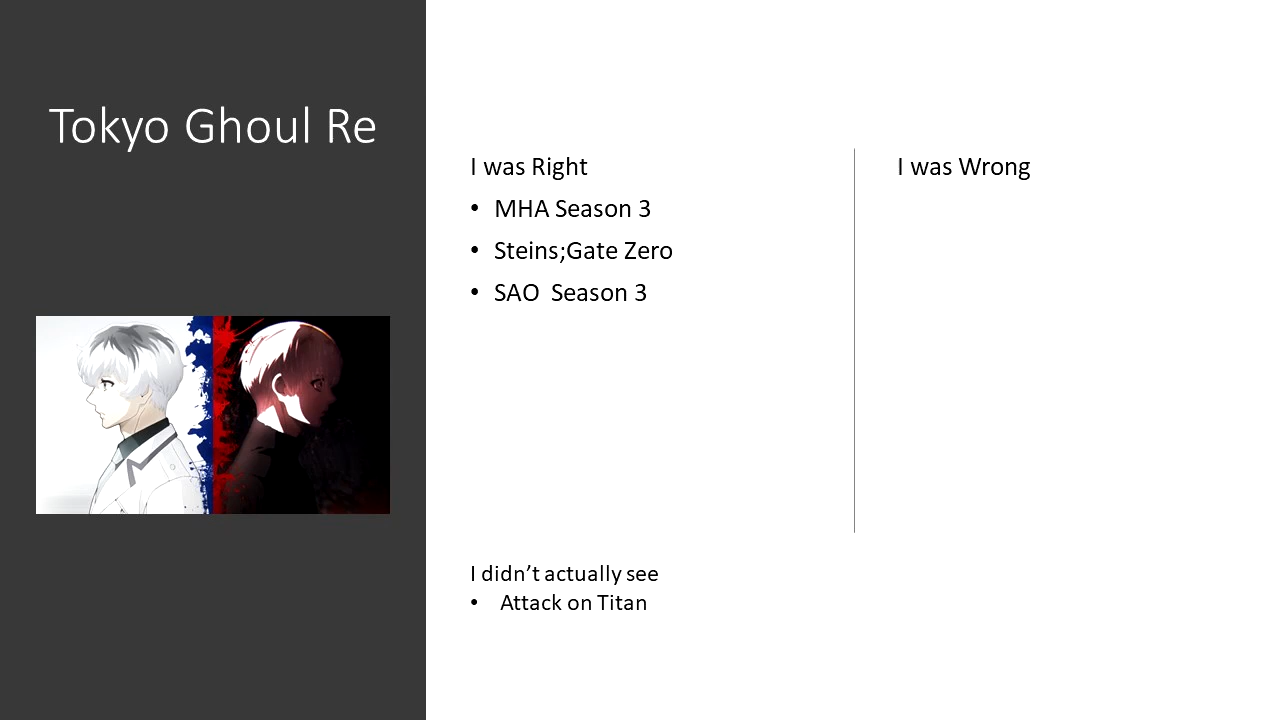 Tokyo Ghoul Re
I was Right
• MHA Season 3
• Steins;Gate Zero
• SAO  Season 3
I was Wrong
I didn’t actually see
• Attack on Titan